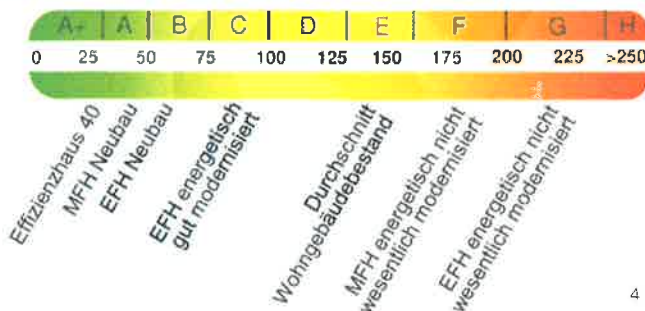 A+ A B C D E F G H
0 25 50 75 100 125 150 175 200 225 >250
Effizienzhaus 40
MFH Neubau
EFH Neubau
EFH energetisch
gut modernisiert
Durchschnitt
Wohngebäudebestand
MFH energetisch nicht
wesentlich modernisiert
EFH energetisch nicht
wesentlich modernisiert
4